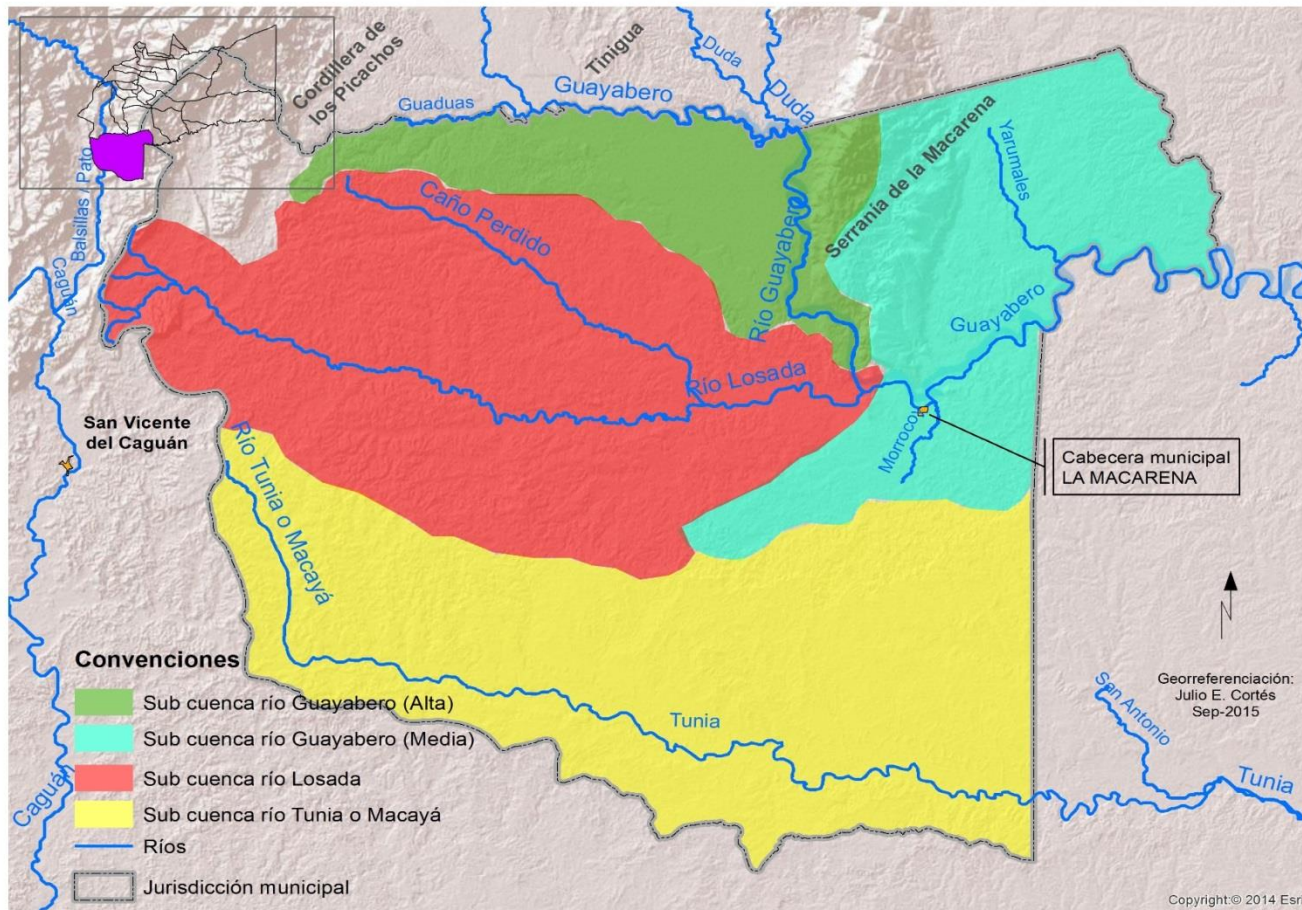 Cordillera de
los Picachos
Tinigua
Duda
Duda
Guaduas
Guayabero
Serranía de la Macarena
Yarumales
Balsillas / Pato
Caguán
Caño Perdido
Río Guayabero
Guayabero
Río Losada
San Vicente
del Caguán
Morrocoy
Cabecera municipal
LA MACARENA
Río Tunia o Macayá
Convenciones
Sub cuenca río Guayabero (Alta)
Sub cuenca río Guayabero (Media)
Sub cuenca río Losada
Sub cuenca río Tunia o Macayá
Ríos
Jurisdicción municipal
Tunia
Caguán
Georreferenciación:
Julio E. Cortés
Sep-2015
San Antonio
Tunia
Copyright:© 2014 Esri